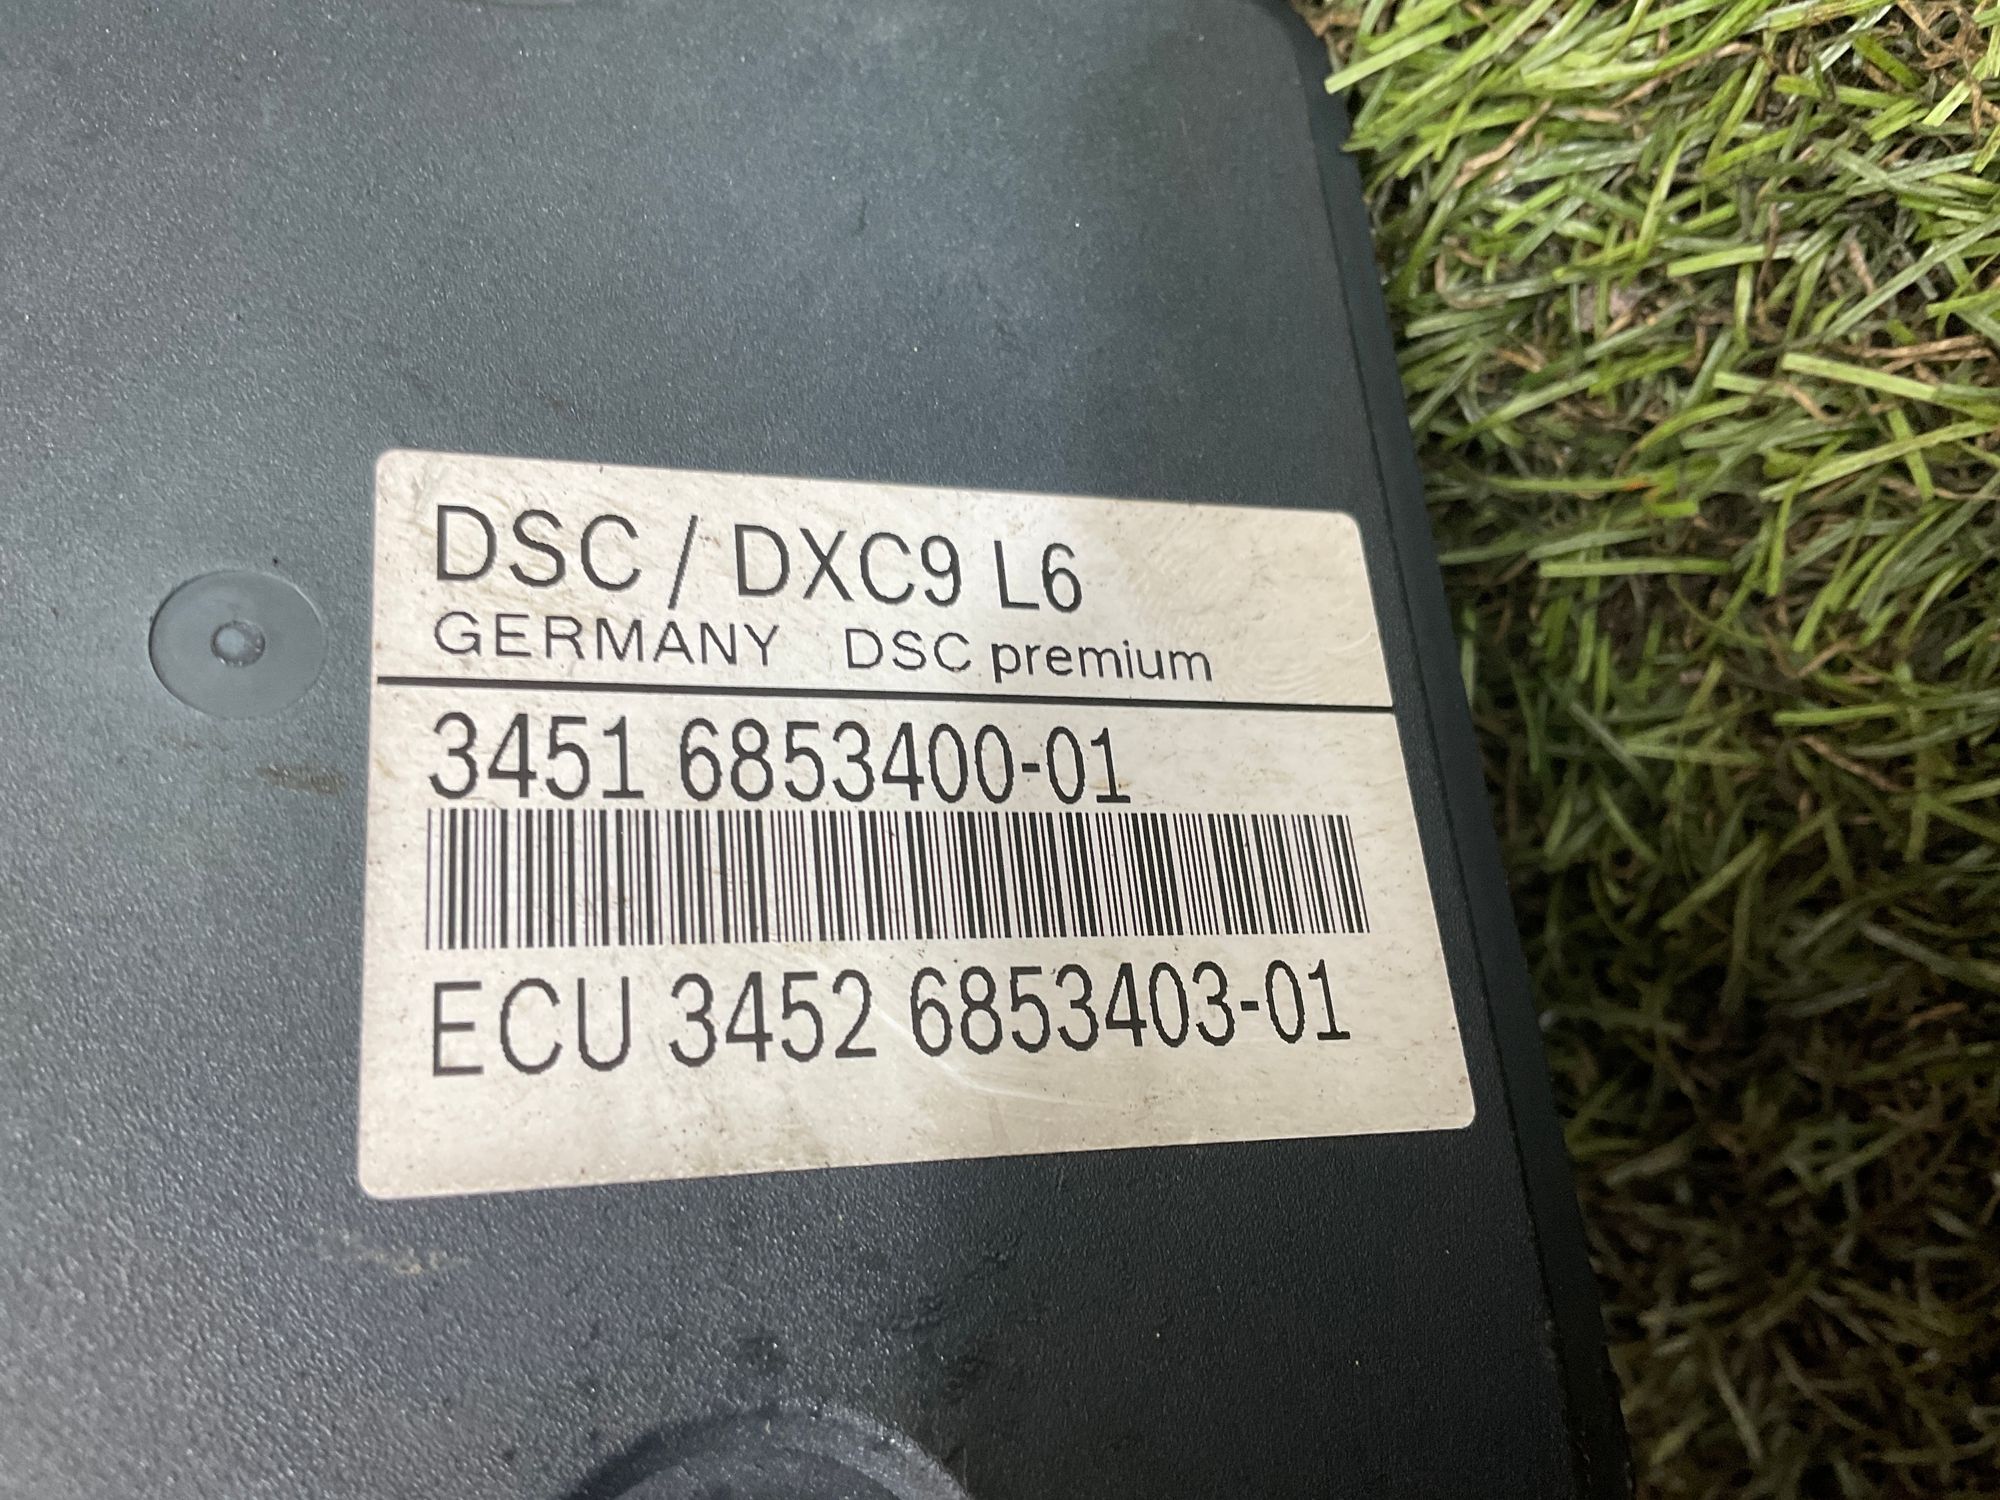 DSC / DXC9 L6
GERMANY DSC premium
3451 6853400-01
ECU 3452 6853403-01